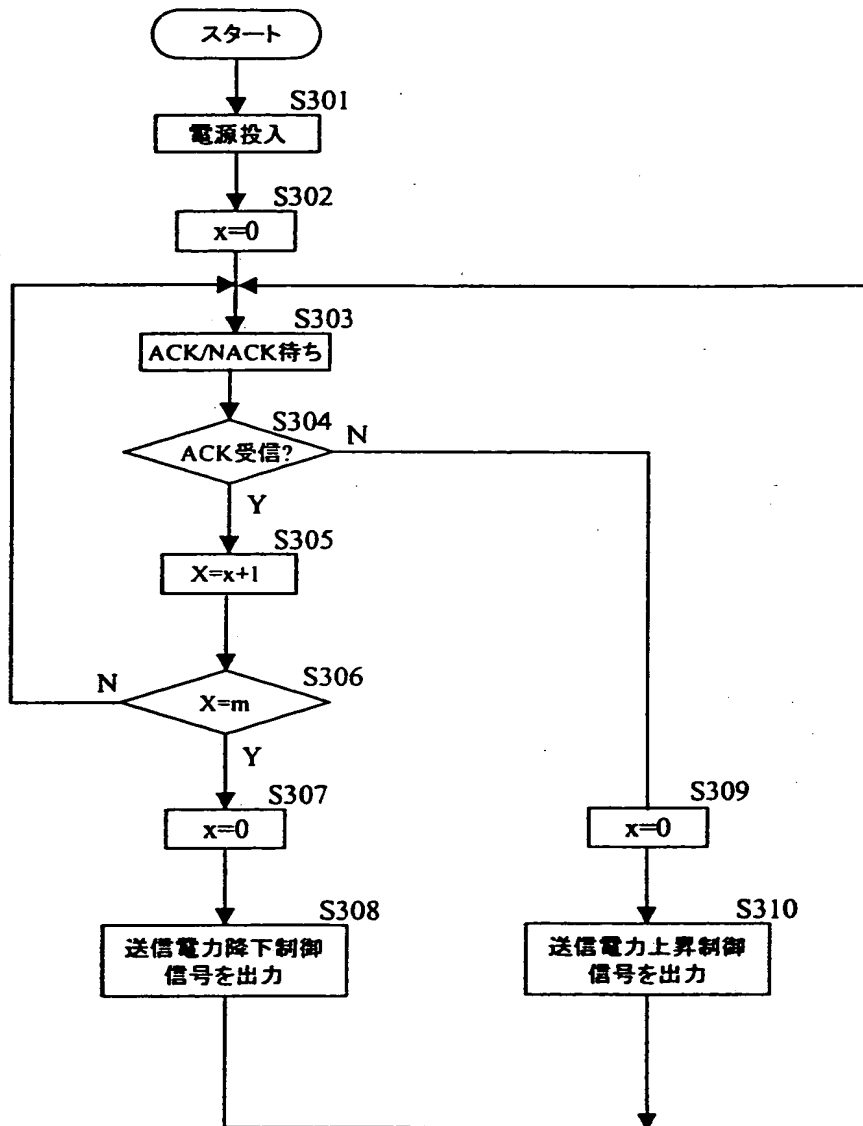 スタート
S301
電源投入
S302
x=0
S303
ACK/NACK待ち
S304
ACK受信?
N
Y
S305
X=x+1
S306
N
X=m
Y
S307
x=0
S309
x=0
S308
送信電力降下制御
信号を出力
S310
送信電力上昇制御
信号を出力